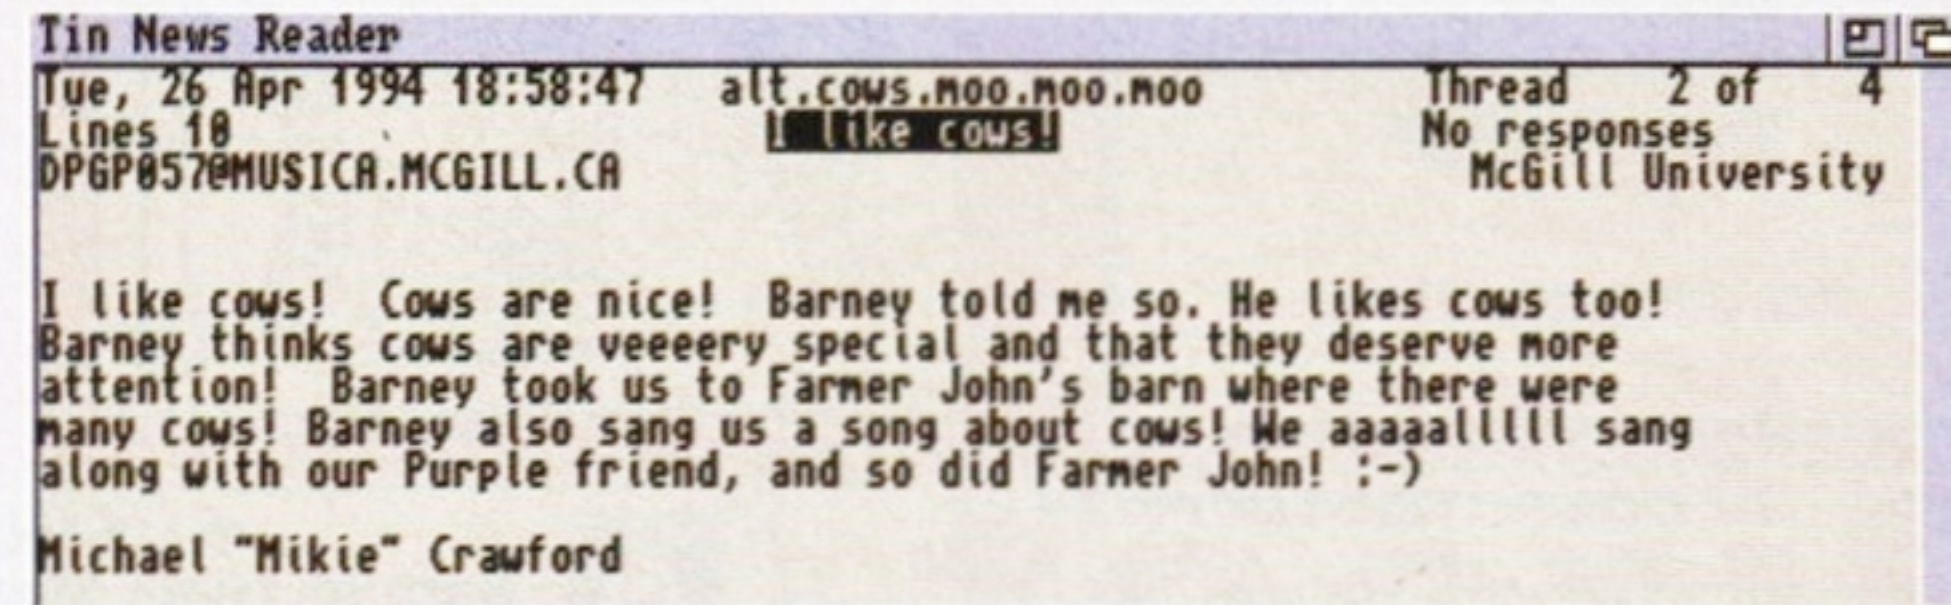 Tin News Reader
Tue, 26 Apr 1994 18:58:47 alt.cows.moo.moo.moo Thread 2 of 4
Lines 10 I like cows! No responses
DPGP057@MUSICA.MCGILL.CA McGill University
I like cows!  Cows are nice!  Barney told me so. He likes cows too!
Barney thinks cows are veeeery special and that they deserve more
attention!  Barney took us to Farmer John's barn where there were
many cows! Barney also sang us a song about cows! We aaaaalllll sang
along with our Purple friend, and so did Farmer John! :-)
Michael "Mikie" Crawford